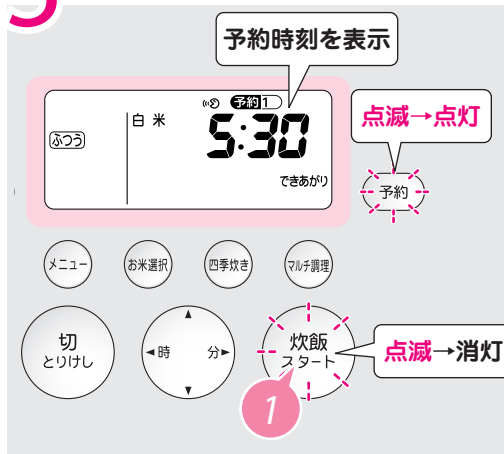 予約時刻を表示
予約1
ふつう
白米
5:30
できあがり
点滅→点灯
予約
メニュー
お米選択
四季炊き
マルチ調理
切
とりけし
◄時 分►
炊飯
スタート
点滅→消灯
1